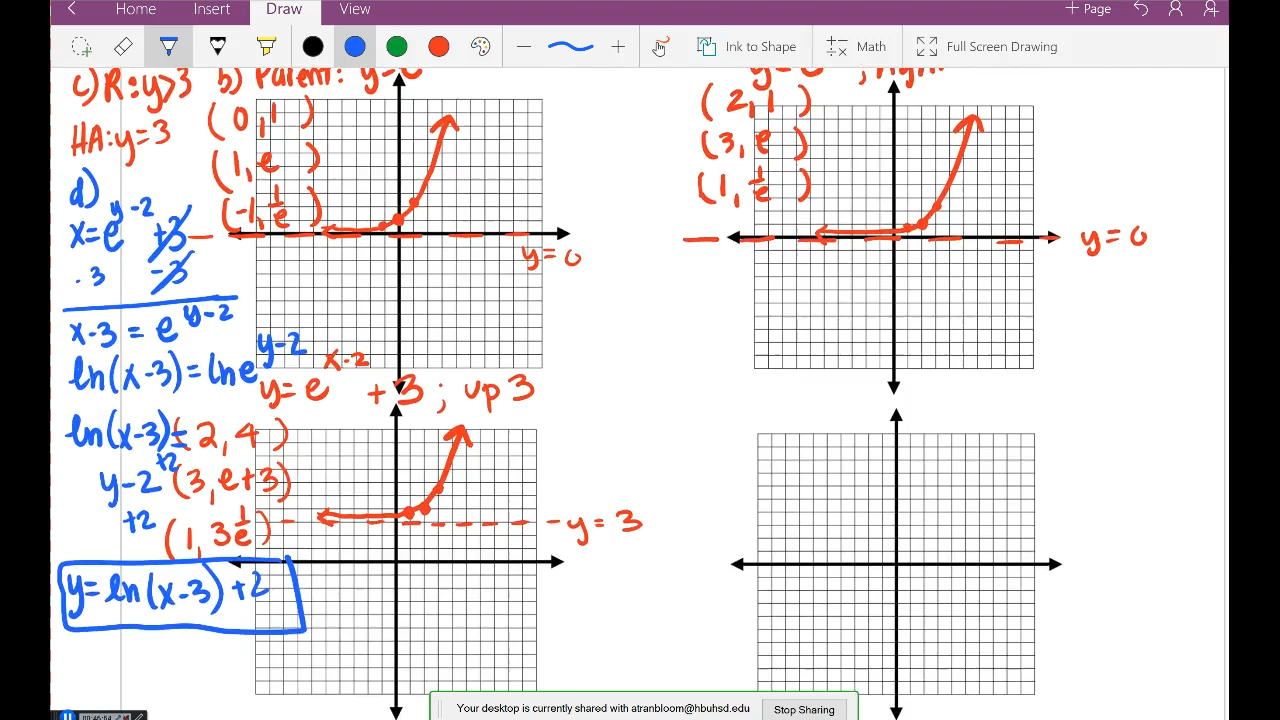 Home Insert Draw View
Page
Ink to Shape Math Full Screen Drawing
c) R: y>3
HA: y=3
b) Parent: y=e
(0, 1)
(1, e)
(-1, 1/e)
y=0
(2, 1)
(3, e)
(1, 1/e)
y=0
d)
x=e^(y-2) +3
-3 -3
x-3 = e^(y-2)
ln(x-3) = ln e^(y-2)
ln(x-3) =
y-2
+2 +2
y=ln(x-3)+2
y=e^(x-2) +3; up 3
(2, 4)
(3, e+3)
(1, 3 1/e)
y=3
Your desktop is currently shared with atranbloom@hbuhsd.edu Stop Sharing